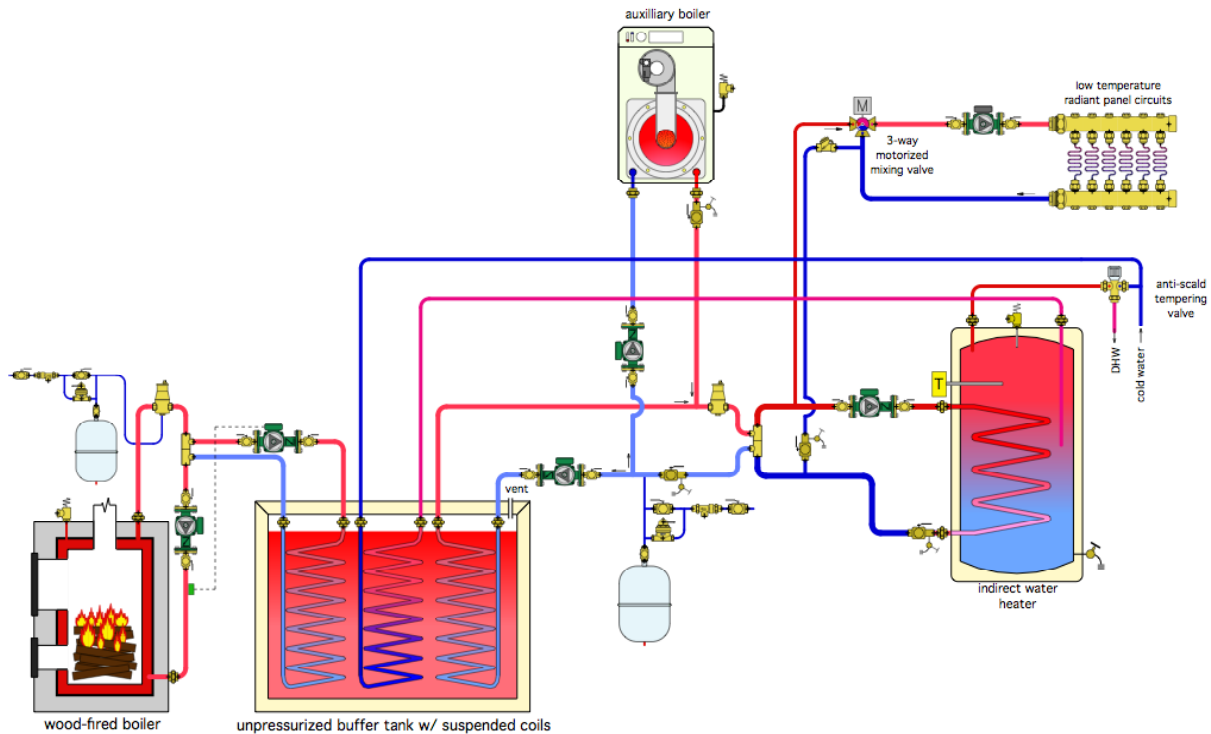 auxilliary boiler
M
low temperature
radiant panel circuits
3-way
motorized
mixing valve
anti-scald
tempering
valve
DHW
cold water
T
vent
indirect water
heater
wood-fired boiler
unpressurized buffer tank w/ suspended coils